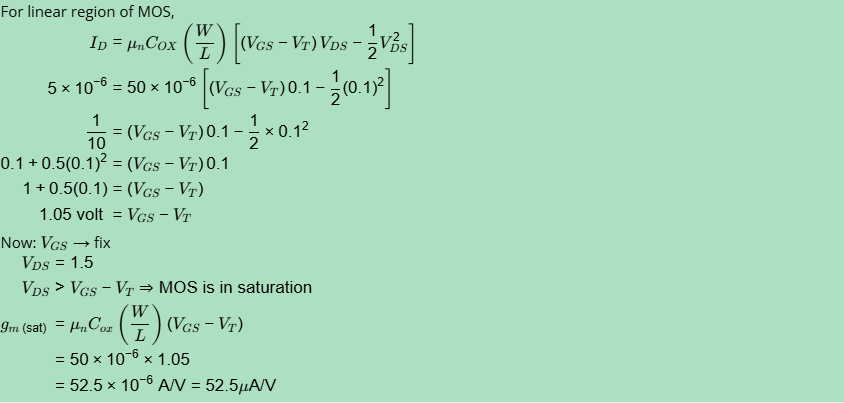 For linear region of MOS,
I_D = μ_n C_OX (W/L) [(V_GS − V_T) V_DS − 1/2 V_DS^2]
5 × 10^−6 = 50 × 10^−6 [(V_GS − V_T) 0.1 − 1/2 (0.1)^2]
1/10 = (V_GS − V_T) 0.1 − 1/2 × 0.1^2
0.1 + 0.5(0.1)^2 = (V_GS − V_T) 0.1
1 + 0.5(0.1) = (V_GS − V_T)
1.05 volt = V_GS − V_T
Now: V_GS → fix
V_DS = 1.5
V_DS > V_GS − V_T ⇒ MOS is in saturation
g_m (sat) = μ_n C_ox (W/L) (V_GS − V_T)
= 50 × 10^−6 × 1.05
= 52.5 × 10^−6 A/V = 52.5μA/V